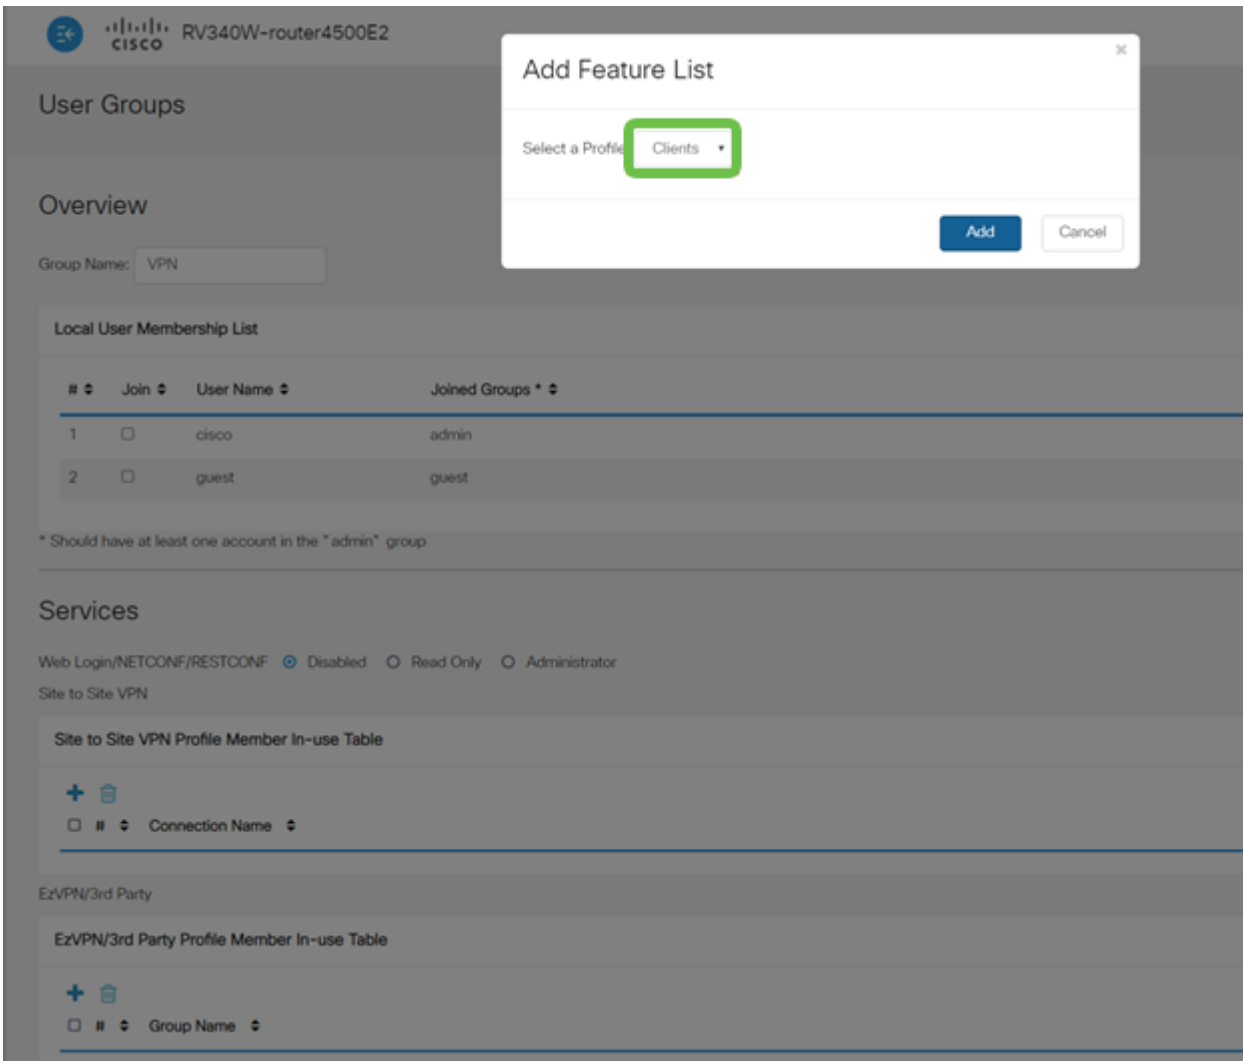 CISCO RV340W-router4500E2
User Groups
Add Feature List
Select a Profile Clients
Add Cancel
Overview
Group Name: VPN
Local User Membership List
# Join User Name Joined Groups *
1 cisco admin
2 guest guest
* Should have at least one account in the "admin" group
Services
Web Login/NETCONF/RESTCONF Disabled Read Only Administrator
Site to Site VPN
Site to Site VPN Profile Member In-use Table
# Connection Name
EzVPN/3rd Party
EzVPN/3rd Party Profile Member In-use Table
# Group Name